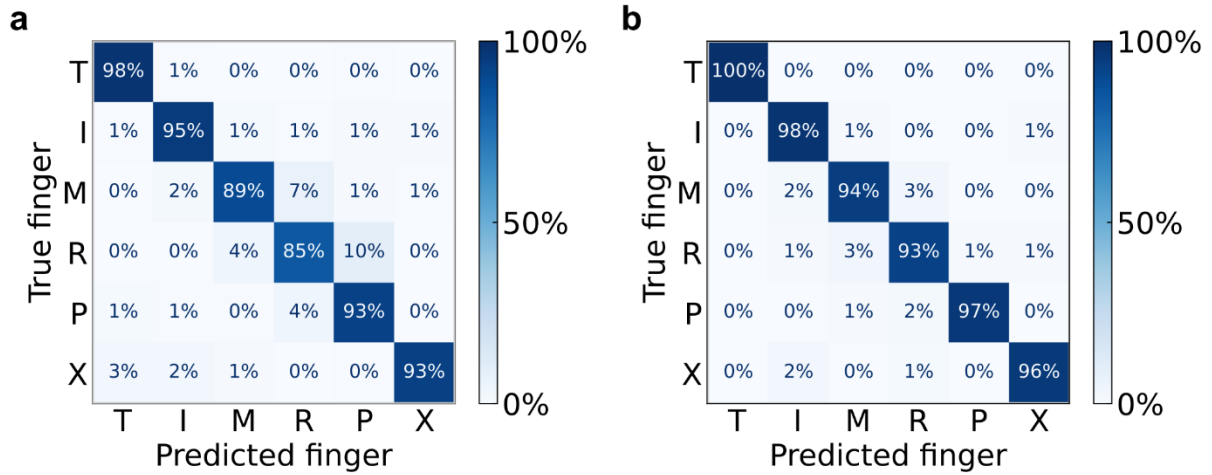 a
100%
T 98% 1% 0% 0% 0% 0%
I 1% 95% 1% 1% 1% 1%
M 0% 2% 89% 7% 1% 1%
50%
R 0% 0% 4% 85% 10% 0%
P 1% 1% 0% 4% 93% 0%
X 3% 2% 1% 0% 0% 93%
0%
T I M R P X
Predicted finger
True finger
b
100%
T 100% 0% 0% 0% 0% 0%
I 0% 98% 1% 0% 0% 1%
M 0% 2% 94% 3% 0% 0%
50%
R 0% 1% 3% 93% 1% 1%
P 0% 0% 1% 2% 97% 0%
X 0% 2% 0% 1% 0% 96%
0%
T I M R P X
Predicted finger
True finger